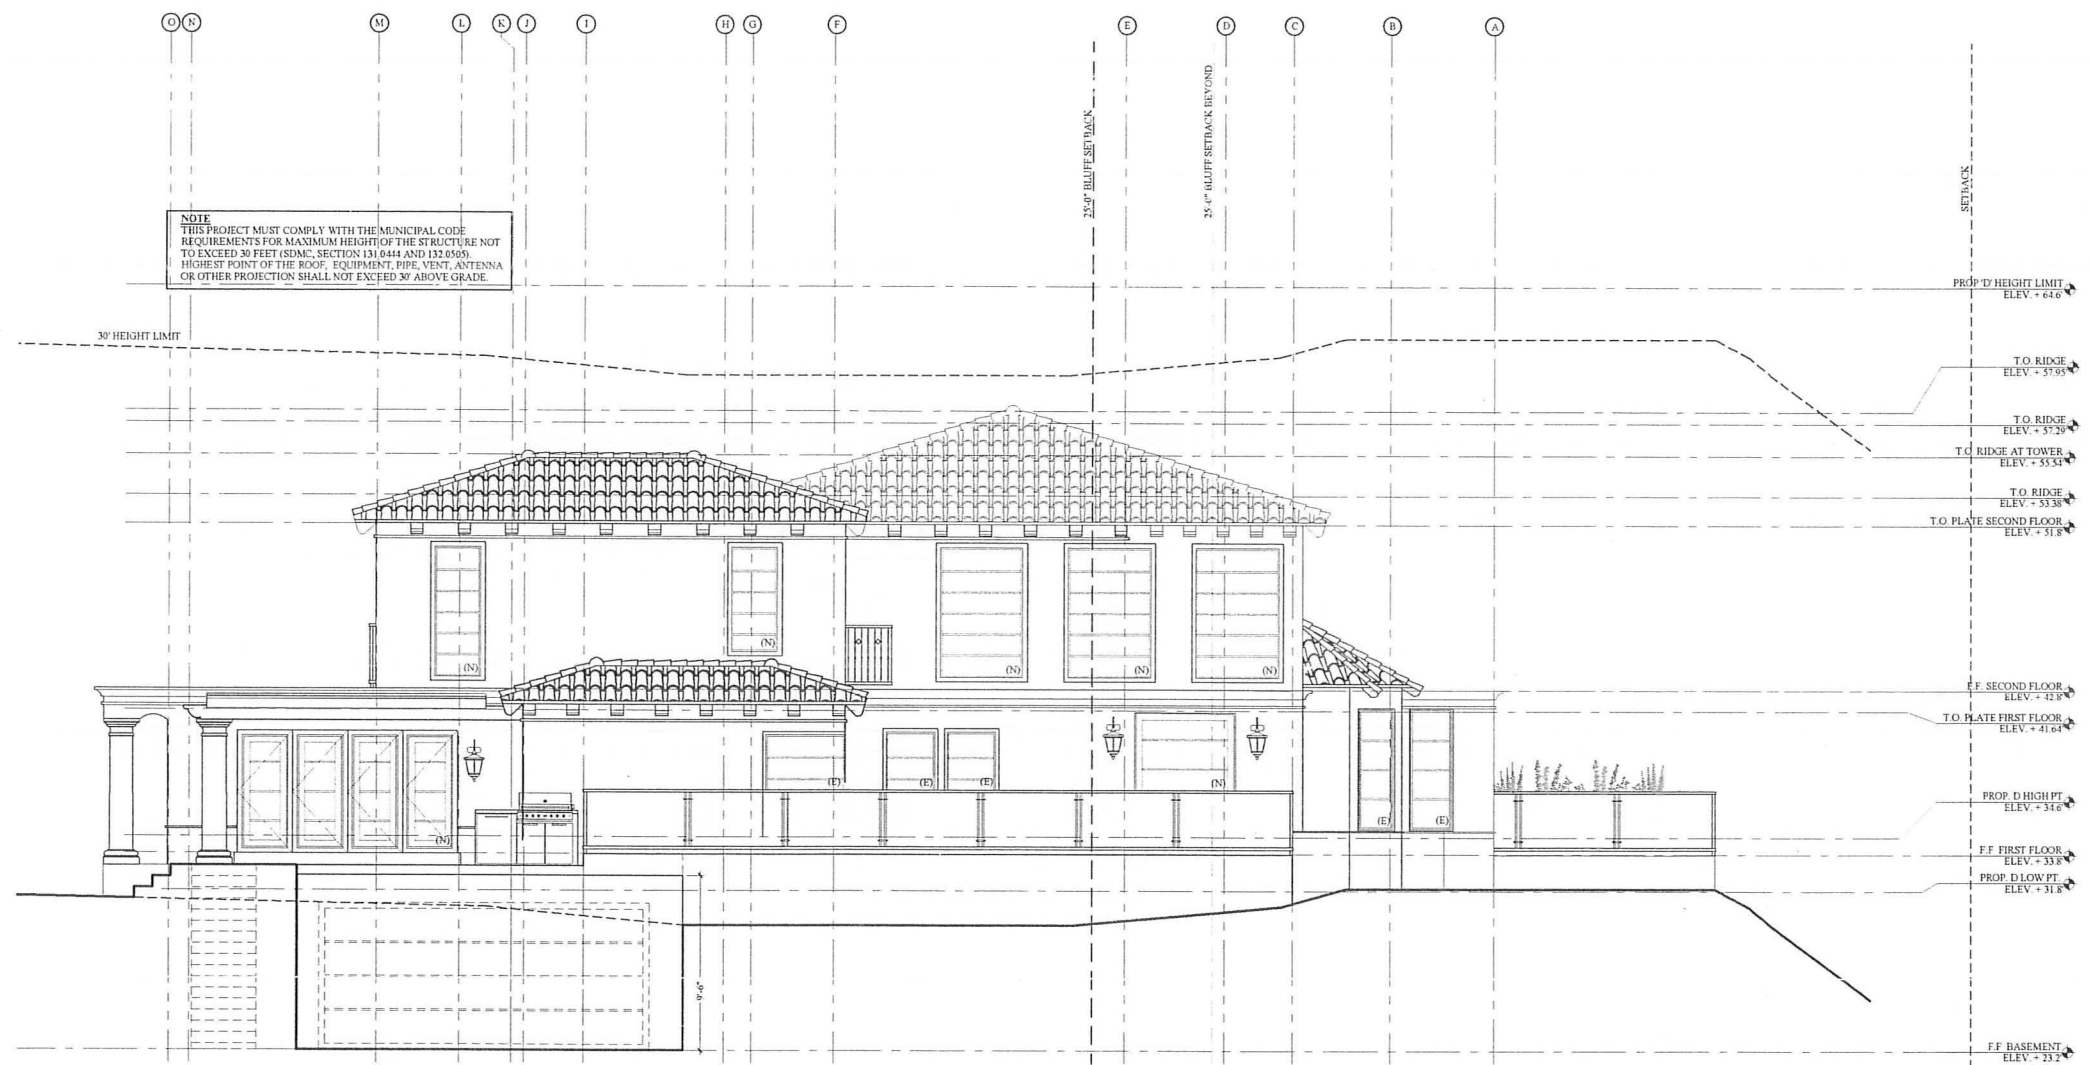 O N M L K J I H G F E D C B A
25'-0" BLUFF SETBACK
25'-0" BLUFF SETBACK BEYOND
SETBACK
NOTE
THIS PROJECT MUST COMPLY WITH THE MUNICIPAL CODE
REQUIREMENTS FOR MAXIMUM HEIGHT OF THE STRUCTURE NOT
TO EXCEED 30 FEET (SDMC, SECTION 131.0444 AND 132.0505).
HIGHEST POINT OF THE ROOF, EQUIPMENT, PIPE, VENT, ANTENNA
OR OTHER PROJECTION SHALL NOT EXCEED 30' ABOVE GRADE.
PROP 'D' HEIGHT LIMIT
ELEV. + 64.6'
30' HEIGHT LIMIT
T.O. RIDGE
ELEV. + 57.95'
T.O. RIDGE
ELEV. + 57.29'
T.O. RIDGE AT TOWER
ELEV. + 55.54'
T.O. RIDGE
ELEV. + 53.38'
T.O. PLATE SECOND FLOOR
ELEV. + 51.8'
(N)
(N) (N) (N) (N) (N)
F.F. SECOND FLOOR
ELEV. + 42.8'
T.O. PLATE FIRST FLOOR
ELEV. + 41.64'
(E) (E) (E) (N)
PROP. D HIGH PT
ELEV. + 34.6'
(E) (E)
(N)
F.F FIRST FLOOR
ELEV. + 33.8'
PROP. D LOW PT.
ELEV. + 31.8'
9'-6"
F.F BASEMENT
ELEV. + 23.2'